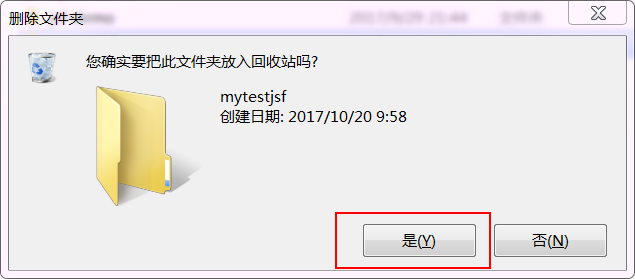 删除文件夹
您确实要把此文件夹放入回收站吗?
mytestjsf
创建日期: 2017/10/20 9:58
是(Y)
否(N)